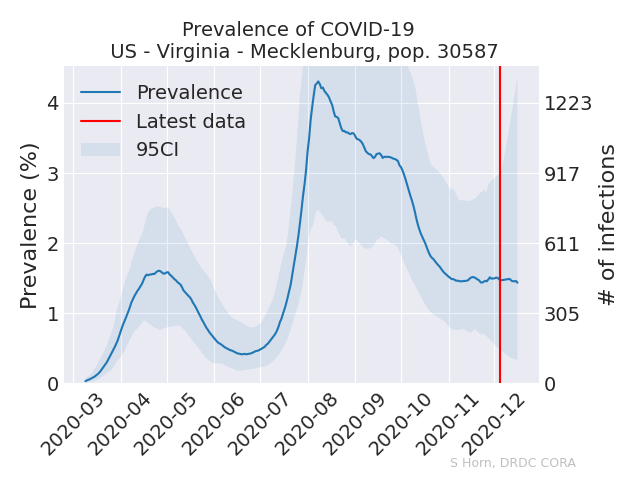 Prevalence of COVID-19
US - Virginia - Mecklenburg, pop. 30587
Prevalence
Latest data
95CI
Prevalence (%)
4
3
2
1
0
1223
917
611
305
0
# of infections
2020-03
2020-04
2020-05
2020-06
2020-07
2020-08
2020-09
2020-10
2020-11
2020-12
S Horn, DRDC CORA